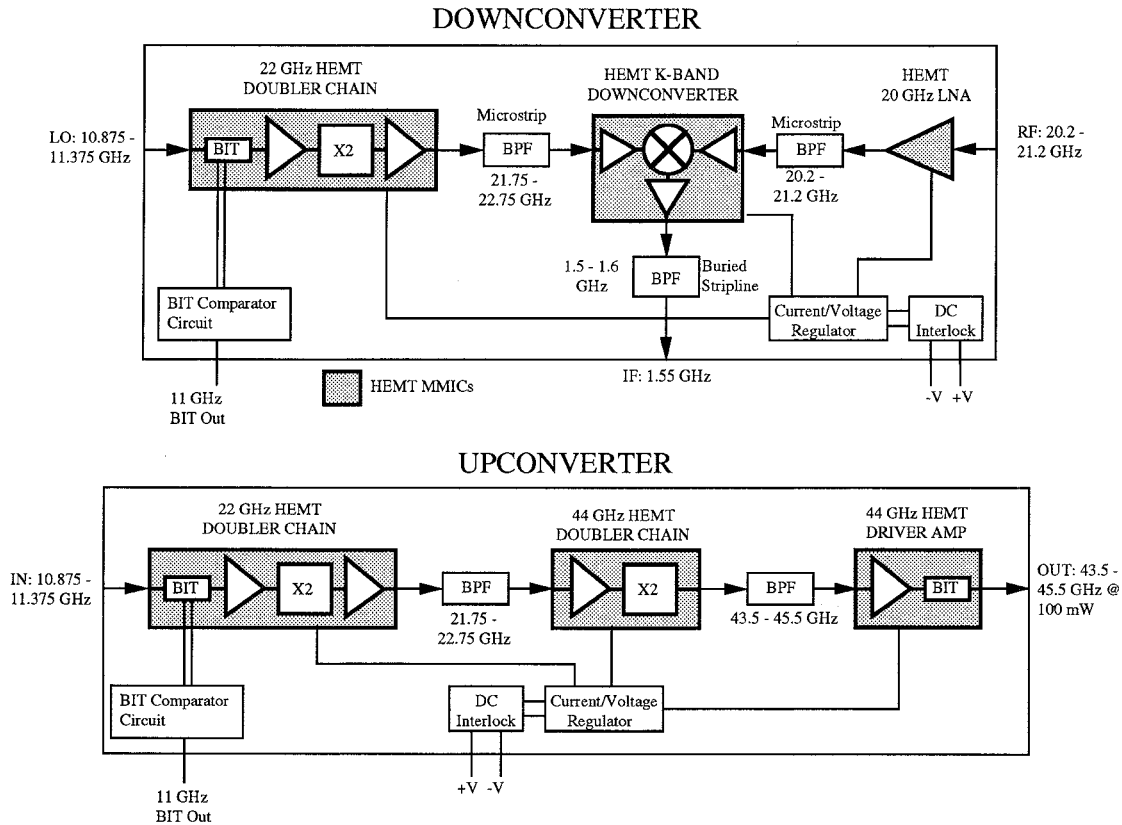 DOWNCONVERTER
22 GHz HEMT
DOUBLER CHAIN
HEMT K-BAND
DOWNCONVERTER
HEMT
20 GHz LNA
LO: 10.875 -
11.375 GHz
BIT
X2
Microstrip
BPF
21.75 -
22.75 GHz
Microstrip
BPF
20.2 -
21.2 GHz
RF: 20.2 -
21.2 GHz
1.5 - 1.6
GHz
BPF
Buried
Stripline
BIT Comparator
Circuit
Current/Voltage
Regulator
DC
Interlock
11 GHz
BIT Out
HEMT MMICs
IF: 1.55 GHz
-V +V
UPCONVERTER
22 GHz HEMT
DOUBLER CHAIN
44 GHz HEMT
DOUBLER CHAIN
44 GHz HEMT
DRIVER AMP
IN: 10.875 -
11.375 GHz
BIT
X2
BPF
21.75 -
22.75 GHz
X2
BPF
43.5 - 45.5 GHz
BIT
OUT: 43.5 -
45.5 GHz @
100 mW
BIT Comparator
Circuit
DC
Interlock
Current/Voltage
Regulator
+V -V
11 GHz
BIT Out